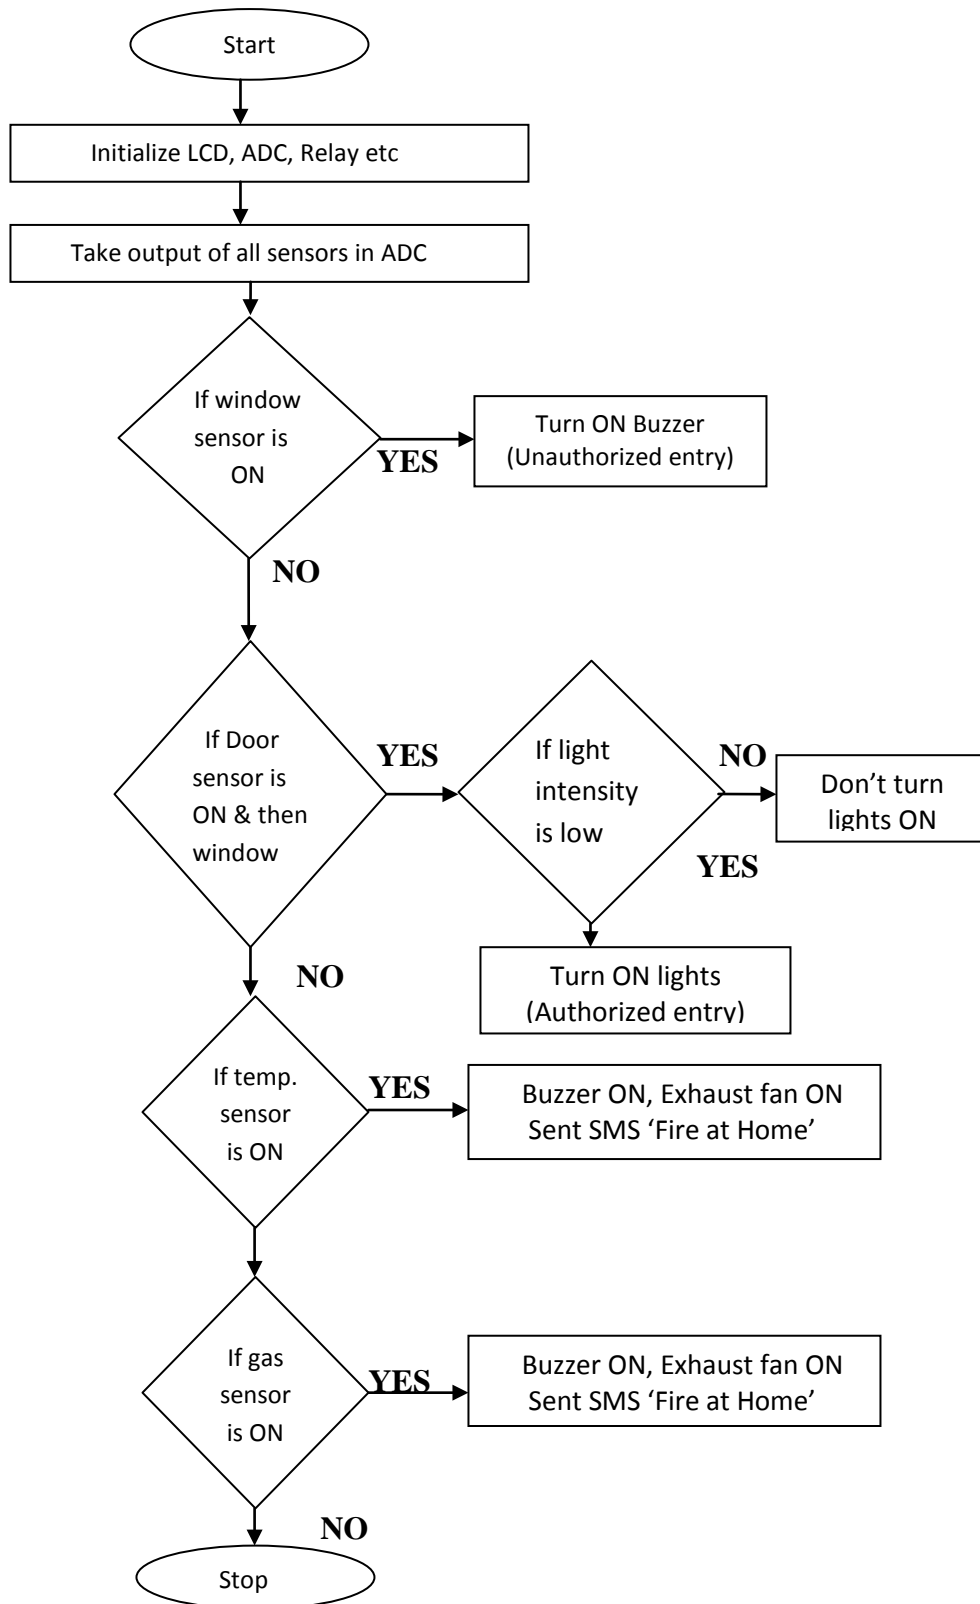 Start
Initialize LCD, ADC, Relay etc
Take output of all sensors in ADC
If window
sensor is
ON
YES
Turn ON Buzzer
(Unauthorized entry)
NO
If Door
sensor is
ON & then
window
YES
If light
intensity
is low
NO
Don’t turn
lights ON
YES
Turn ON lights
(Authorized entry)
NO
If temp.
sensor
is ON
YES
Buzzer ON, Exhaust fan ON
Sent SMS ‘Fire at Home’
If gas
sensor
is ON
YES
Buzzer ON, Exhaust fan ON
Sent SMS ‘Fire at Home’
NO
Stop